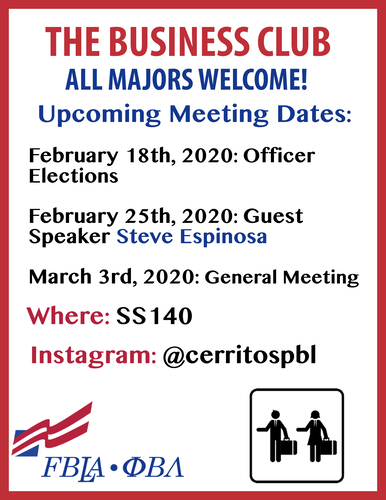 THE BUSINESS CLUB
ALL MAJORS WELCOME!
Upcoming Meeting Dates:
February 18th, 2020: Officer
Elections
February 25th, 2020: Guest
Speaker Steve Espinosa
March 3rd, 2020: General Meeting
Where: SS140
Instagram: @cerritospbl
FBLA • ΦΒΛ